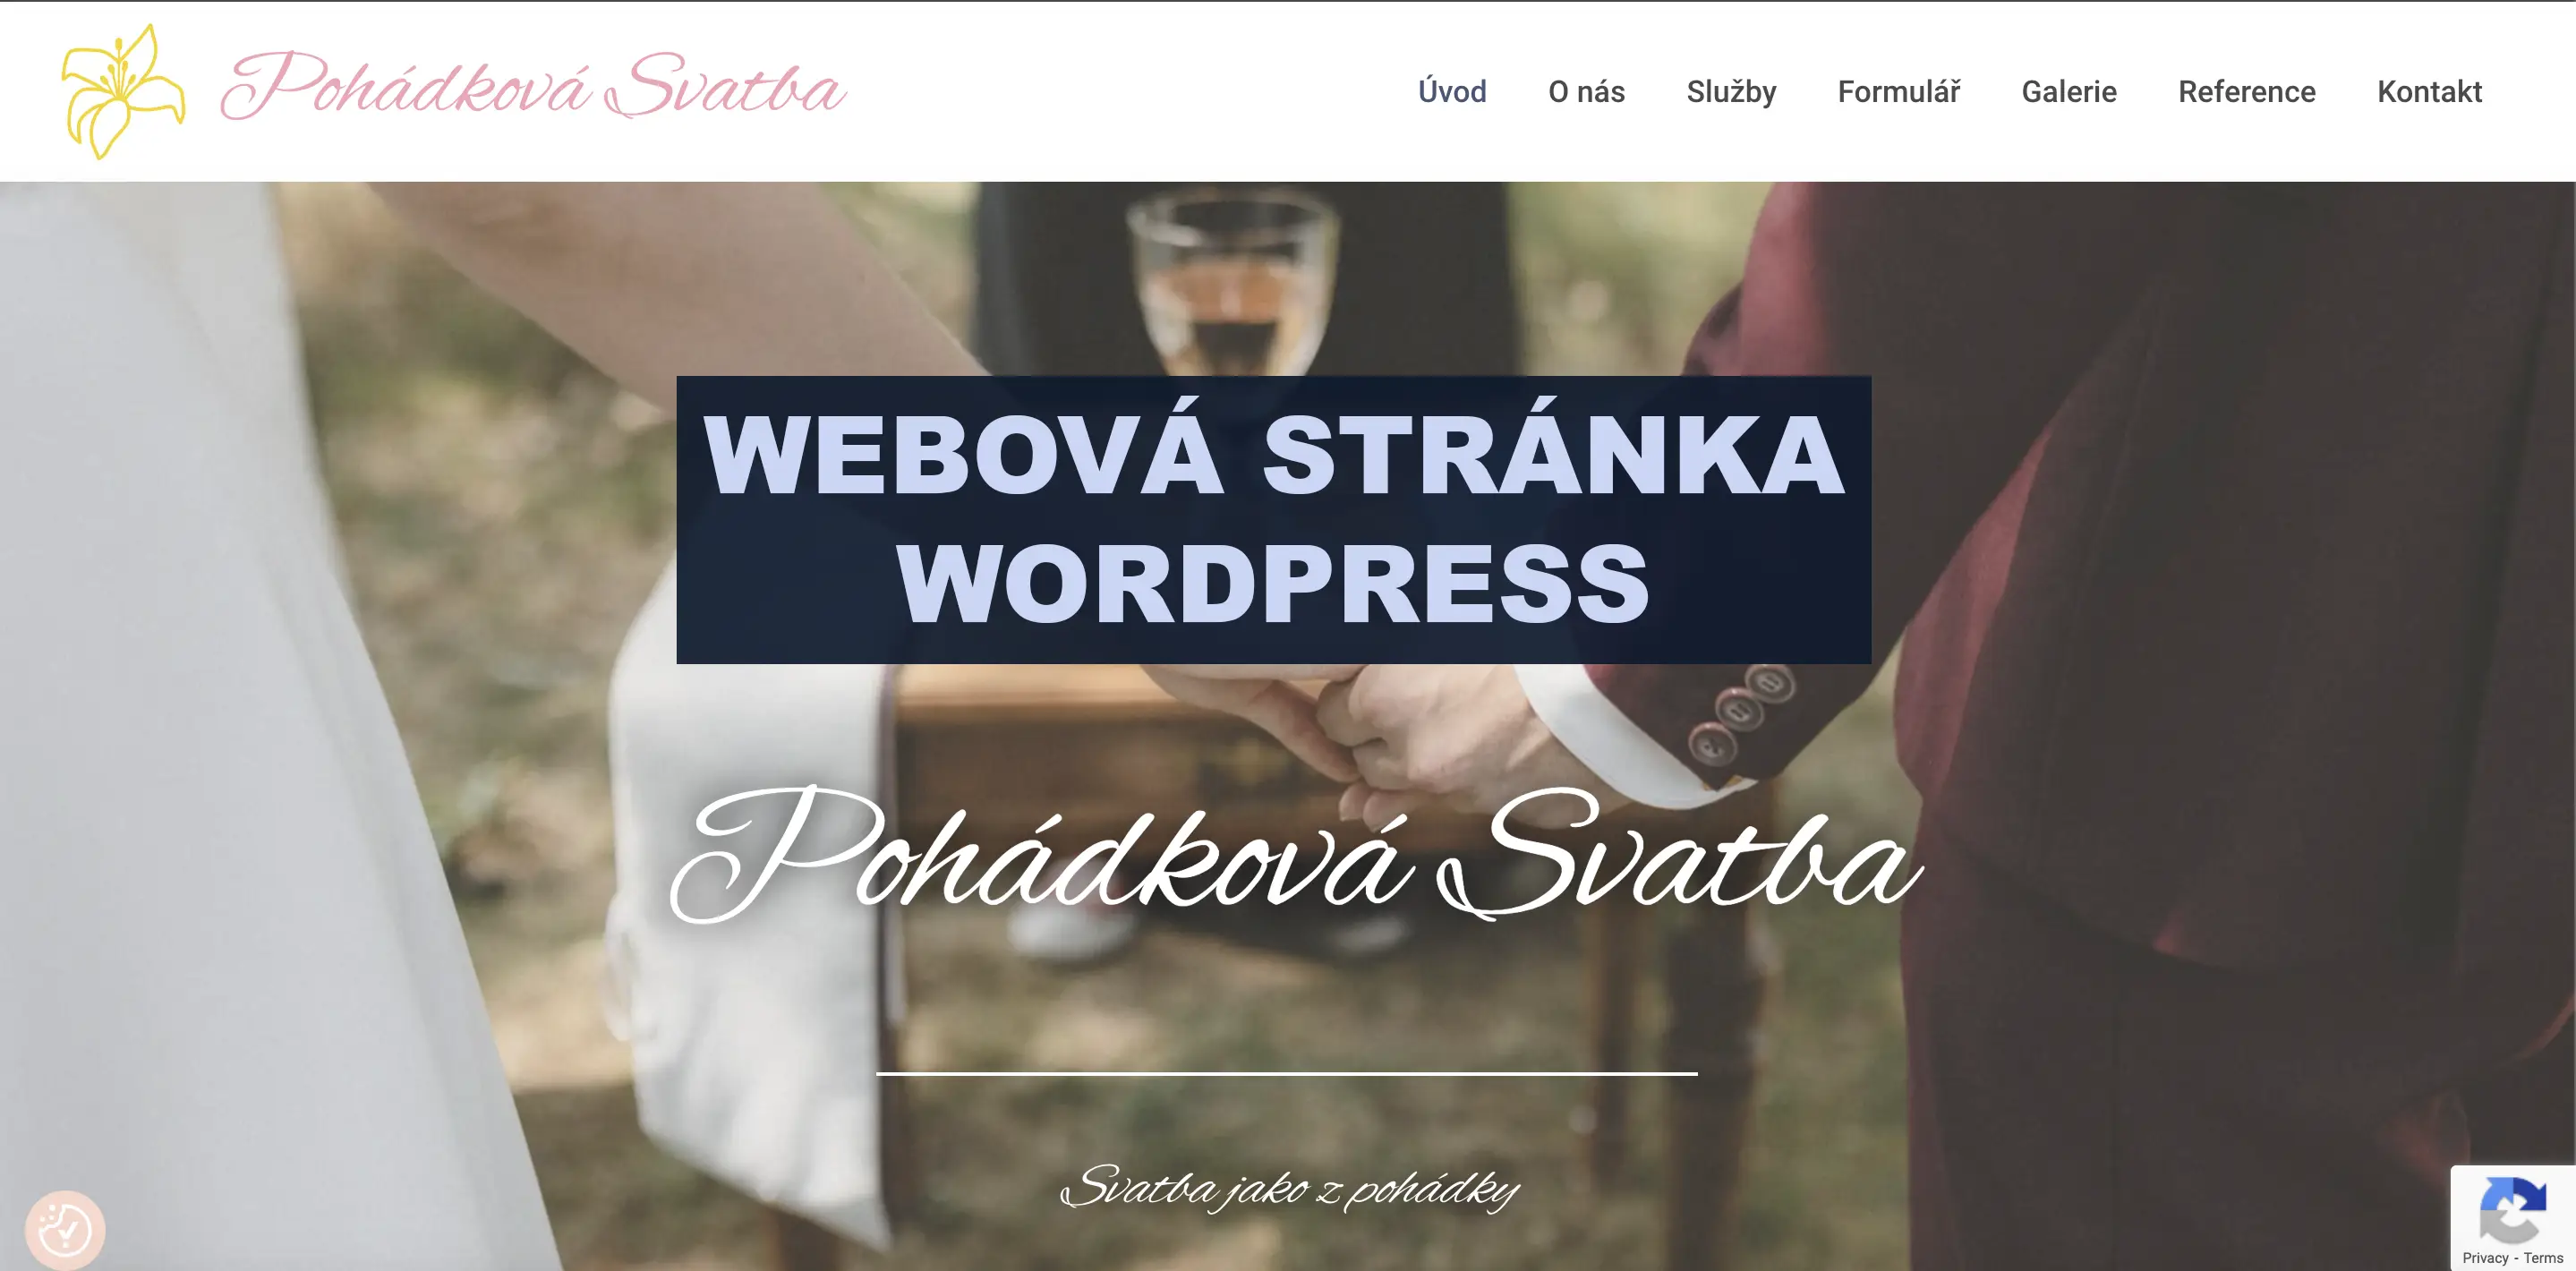 Pohádková Svatba
Úvod O nás Služby Formulář Galerie Reference Kontakt
WEBOVÁ STRÁNKA
WORDPRESS
Pohádková Svatba
Svatba jako z pohádky
Privacy - Terms